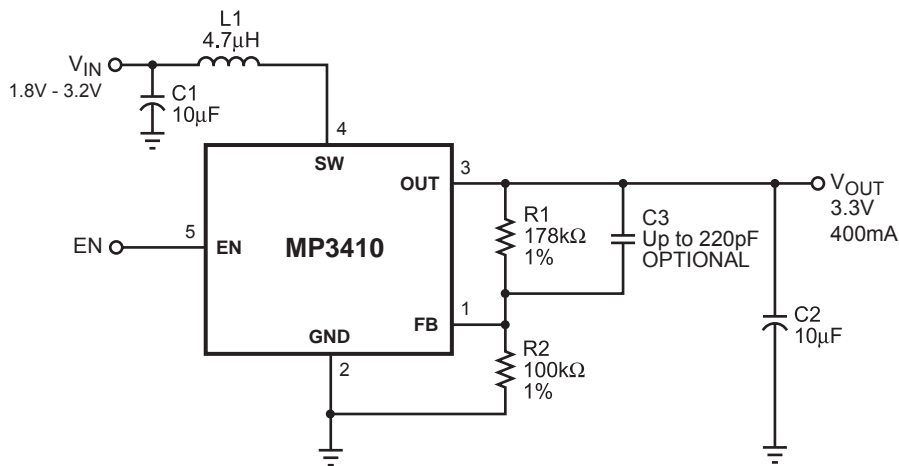 L1
4.7μH
VIN
1.8V - 3.2V
C1
10μF
4
SW
3
OUT
VOUT
3.3V
400mA
R1
178kΩ
1%
C3
Up to 220pF
OPTIONAL
EN
5
EN
MP3410
1
FB
C2
10μF
GND
2
R2
100kΩ
1%